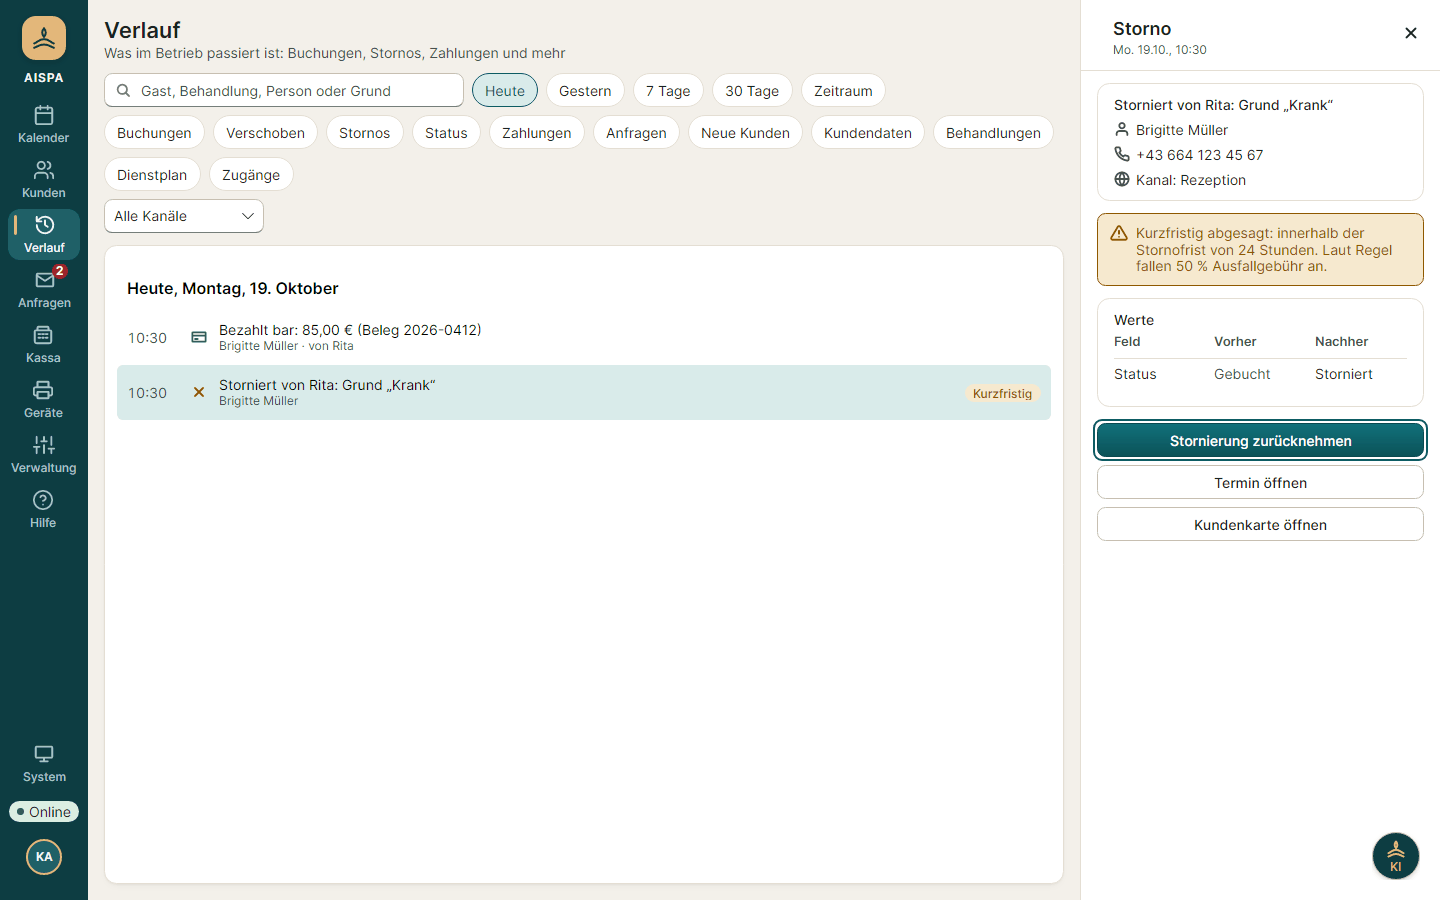 AISPA
Kalender
Kunden
Verlauf
2
Anfragen
Kassa
Geräte
Verwaltung
Hilfe
System
Online
KA
Verlauf
Was im Betrieb passiert ist: Buchungen, Stornos, Zahlungen und mehr
Gast, Behandlung, Person oder Grund
Heute
Gestern
7 Tage
30 Tage
Zeitraum
Buchungen
Verschoben
Stornos
Status
Zahlungen
Anfragen
Neue Kunden
Kundendaten
Behandlungen
Dienstplan
Zugänge
Alle Kanäle
Heute, Montag, 19. Oktober
10:30
Bezahlt bar: 85,00 € (Beleg 2026-0412)
Brigitte Müller · von Rita
10:30
Storniert von Rita: Grund „Krank“
Brigitte Müller
Kurzfristig
Storno
Mo. 19.10., 10:30
Storniert von Rita: Grund „Krank“
Brigitte Müller
+43 664 123 45 67
Kanal: Rezeption
Kurzfristig abgesagt: innerhalb der
Stornofrist von 24 Stunden. Laut Regel
fallen 50 % Ausfallgebühr an.
Werte
Feld Vorher Nachher
Status Gebucht Storniert
Stornierung zurücknehmen
Termin öffnen
Kundenkarte öffnen
KI